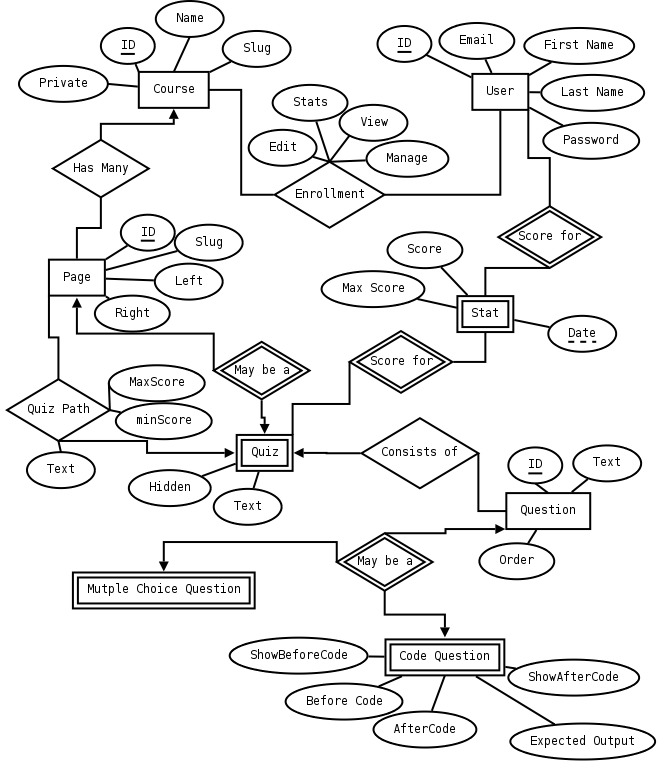 Name
ID
Slug
Private
Course
ID
Email
First Name
User
Last Name
Password
Stats
View
Edit
Manage
Enrollment
Has Many
ID
Slug
Page
Left
Right
Score for
Score
Max Score
Stat
Date
Score for
May be a
MaxScore
Quiz Path
minScore
Text
Quiz
Hidden
Text
Consists of
ID
Text
Question
Order
May be a
Mutple Choice Question
Code Question
ShowBeforeCode
ShowAfterCode
Before Code
AfterCode
Expected Output